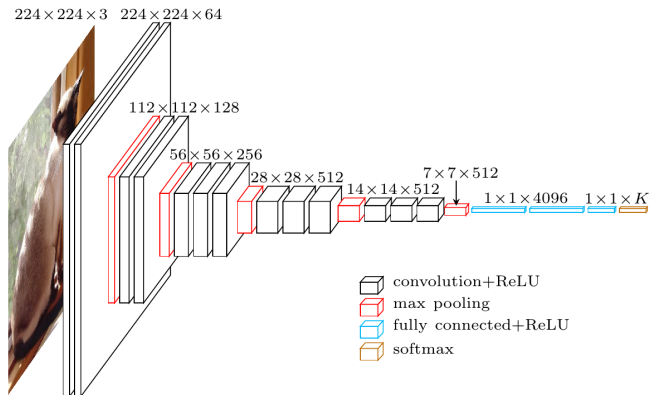 224×224×3
224×224×64
112×112×128
56×56×256
28×28×512
14×14×512
7×7×512
1×1×4096
1×1×K
convolution+ReLU
max pooling
fully connected+ReLU
softmax